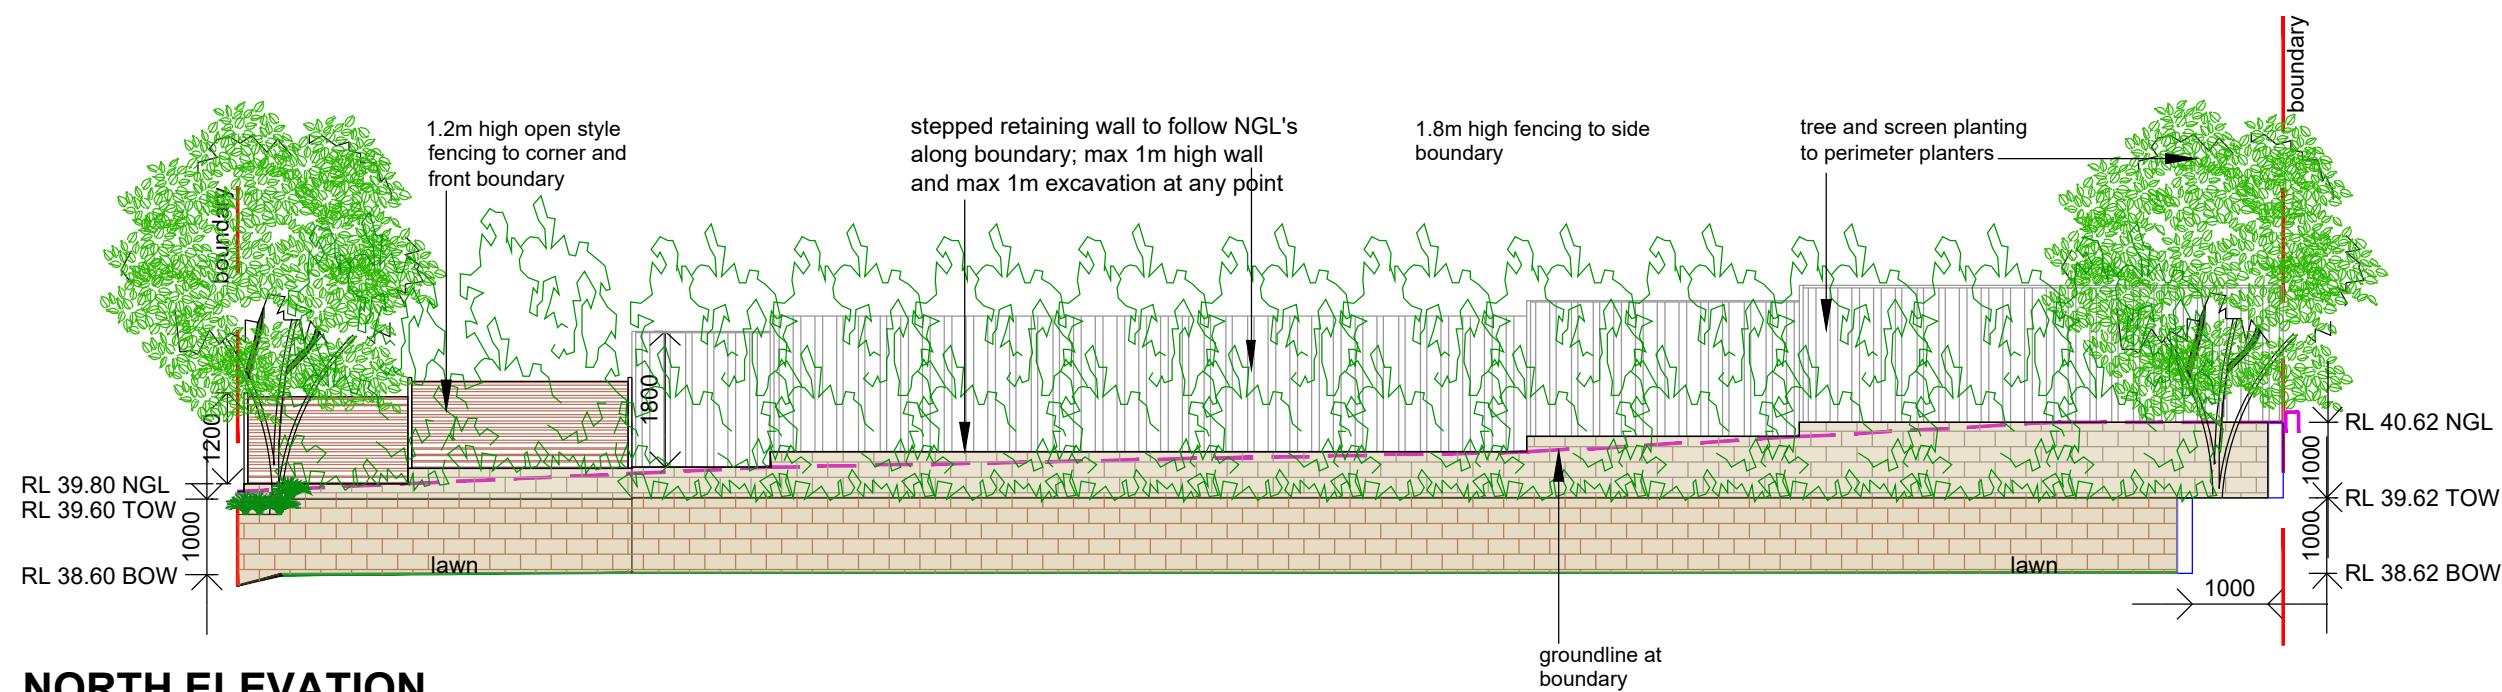 boundary
1.2m high open style
fencing to corner and
front boundary
stepped retaining wall to follow NGL's
along boundary; max 1m high wall
and max 1m excavation at any point
1.8m high fencing to side
boundary
tree and screen planting
to perimeter planters
boundary
1200
1800
RL 39.80 NGL
RL 39.60 TOW
1000
RL 38.60 BOW
lawn
lawn
RL 40.62 NGL
1000
RL 39.62 TOW
1000
RL 38.62 BOW
1000
groundline at
boundary
NORTH ELEVATION